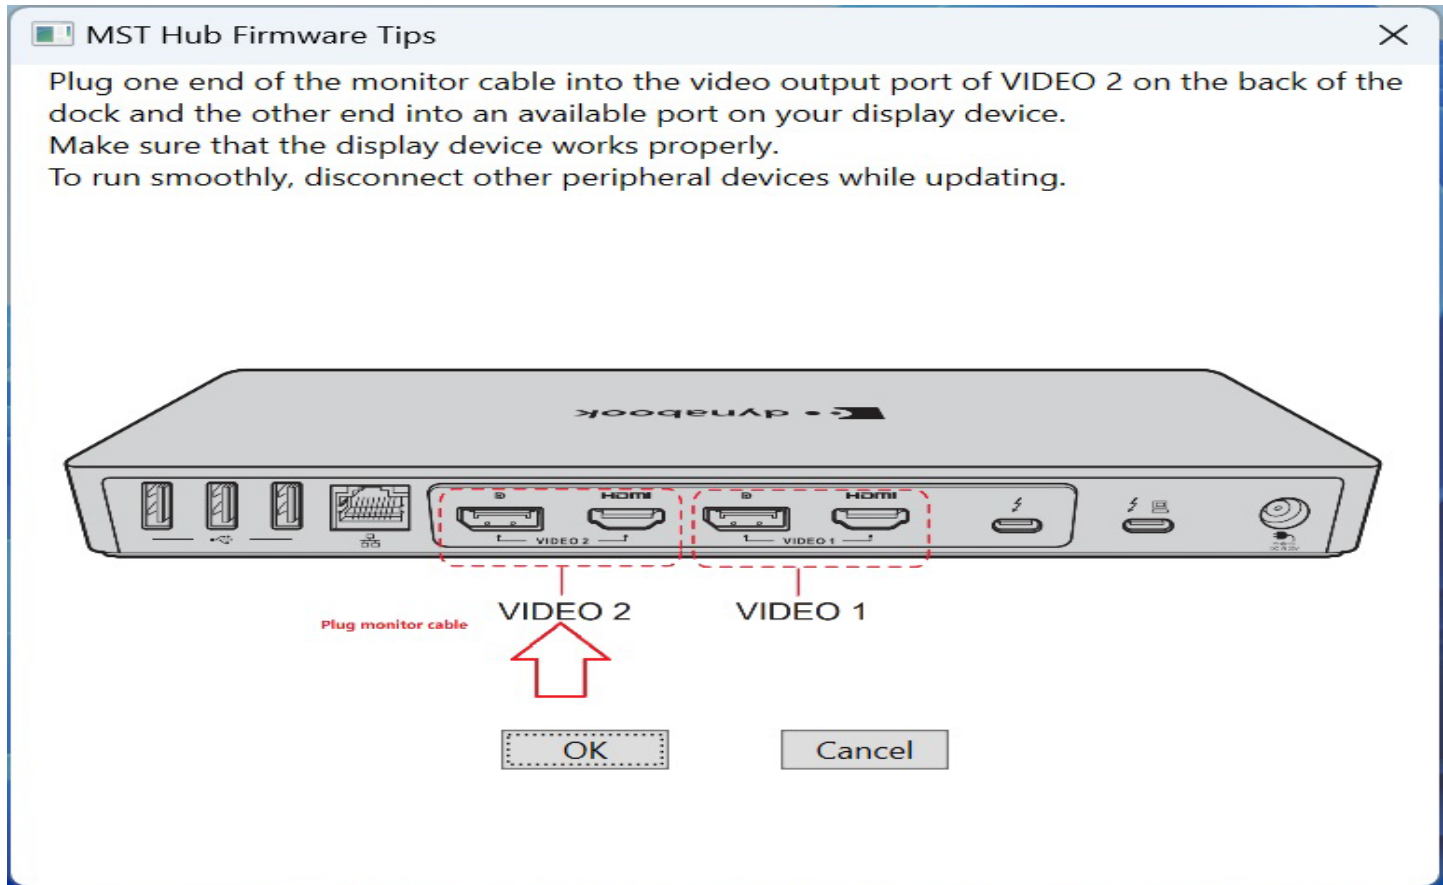 MST Hub Firmware Tips
Plug one end of the monitor cable into the video output port of VIDEO 2 on the back of the
dock and the other end into an available port on your display device.
Make sure that the display device works properly.
To run smoothly, disconnect other peripheral devices while updating.
dynabook
HDMI HDMI
VIDEO 2 VIDEO 1
VIDEO 2 VIDEO 1
Plug monitor cable
OK Cancel